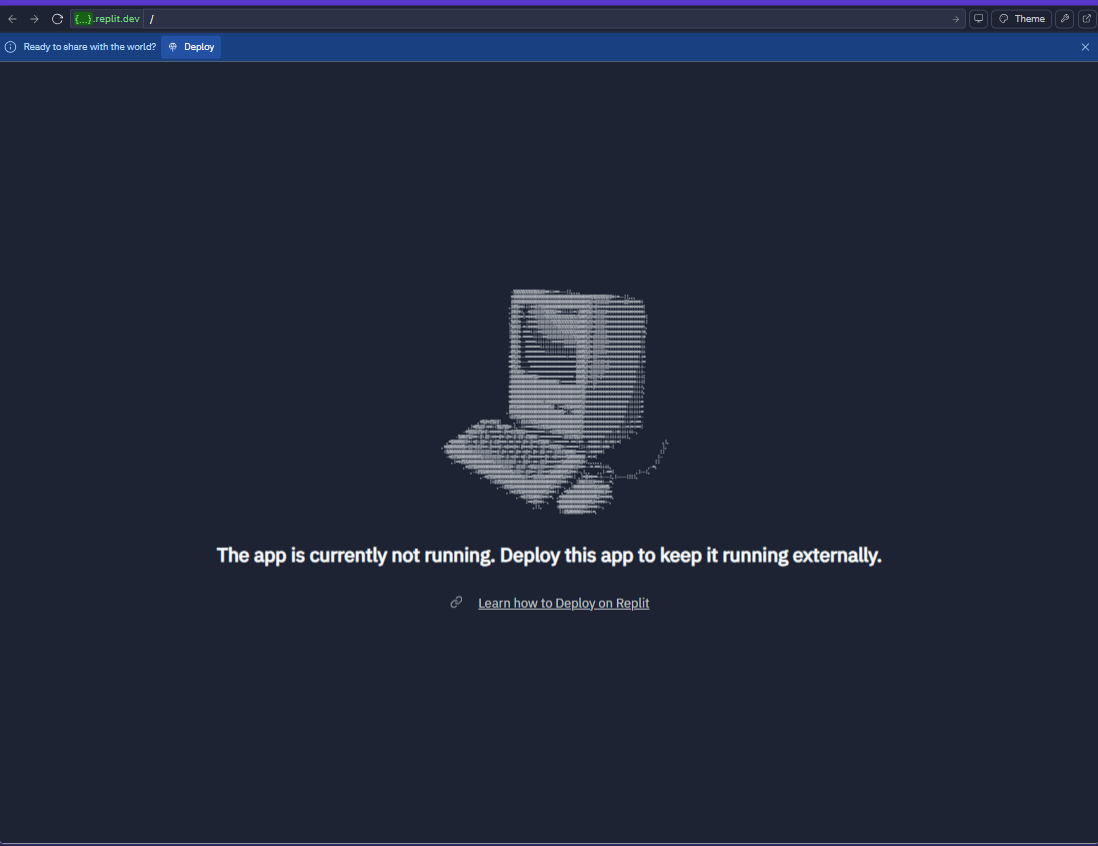 {...}.replit.dev /
Theme
Ready to share with the world? Deploy
The app is currently not running. Deploy this app to keep it running externally.
Learn how to Deploy on Replit